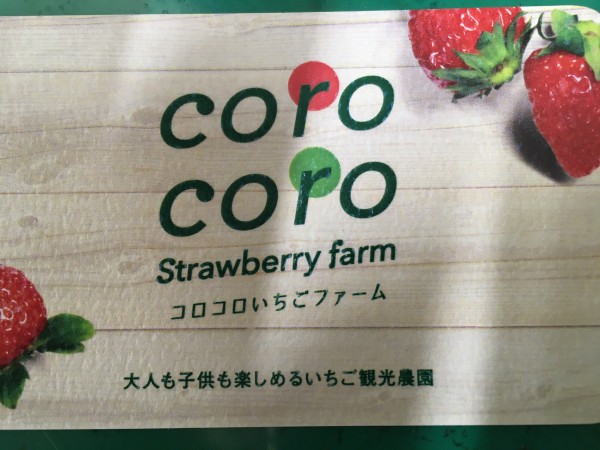 coro
coro
Strawberry farm
コロコロいちごファーム
大人も子供も楽しめるいちご観光農園